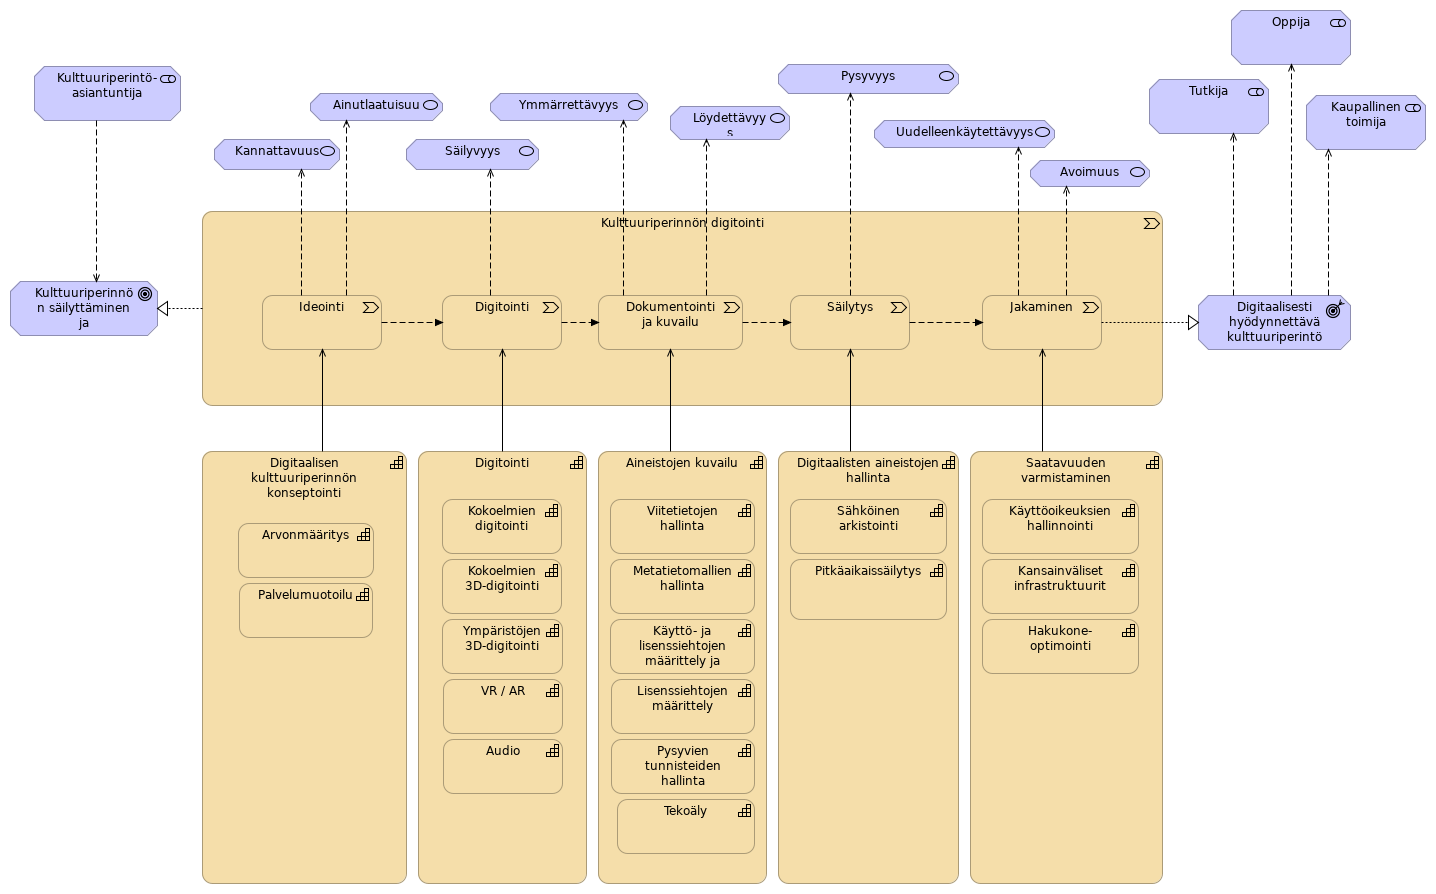 Oppija
Kulttuuriperintö-
asiantuntija
Pysyvyys
Tutkija
Ainutlaatuisuu
Ymmärrettävyys
Kaupallinen
toimija
Löydettävyy
s
Uudelleenkäytettävyys
Kannattavuus
Säilyvyys
Avoimuus
Kulttuuriperinnön digitointi
Kulttuuriperinnö
n säilyttäminen
ja
Ideointi
Digitointi
Dokumentointi
ja kuvailu
Säilytys
Jakaminen
Digitaalisesti
hyödynnettävä
kulttuuriperintö
Digitaalisen
kulttuuriperinnön
konseptointi
Arvonmääritys
Palvelumuotoilu
Digitointi
Kokoelmien
digitointi
Kokoelmien
3D-digitointi
Ympäristöjen
3D-digitointi
VR / AR
Audio
Aineistojen kuvailu
Viitetietojen
hallinta
Metatietomallien
hallinta
Käyttö- ja
lisenssiehtojen
määrittely ja
Lisenssiehtojen
määrittely
Pysyvien
tunnisteiden
hallinta
Tekoäly
Digitaalisten aineistojen
hallinta
Sähköinen
arkistointi
Pitkäaikaissäilytys
Saatavuuden
varmistaminen
Käyttöoikeuksien
hallinnointi
Kansainväliset
infrastruktuurit
Hakukone-
optimointi